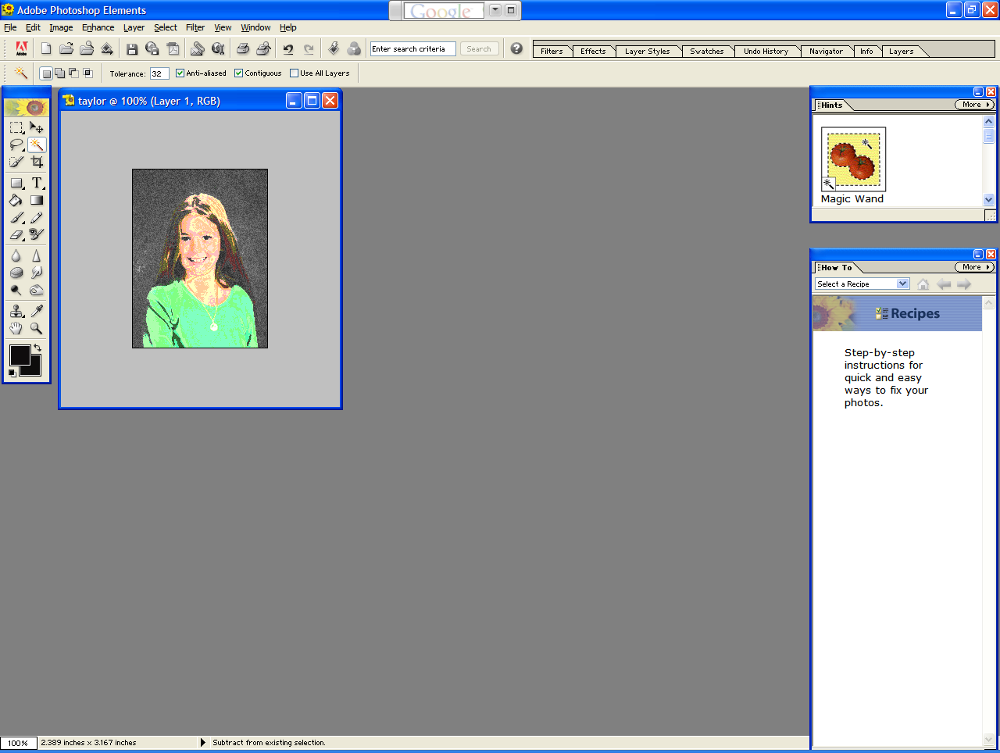 Adobe Photoshop Elements
Google
File Edit Image Enhance Layer Select Filter View Window Help
Adobe
Enter search criteria
Search
Filters
Effects
Layer Styles
Swatches
Undo History
Navigator
Info
Layers
Tolerance: 32
Anti-aliased
Contiguous
Use All Layers
taylor @ 100% (Layer 1, RGB)
T
Hints
More
Magic Wand
How To
More
Select a Recipe
Recipes
Step-by-step
instructions for
quick and easy
ways to fix your
photos.
100%
2.389 inches x 3.167 inches
Subtract from existing selection.